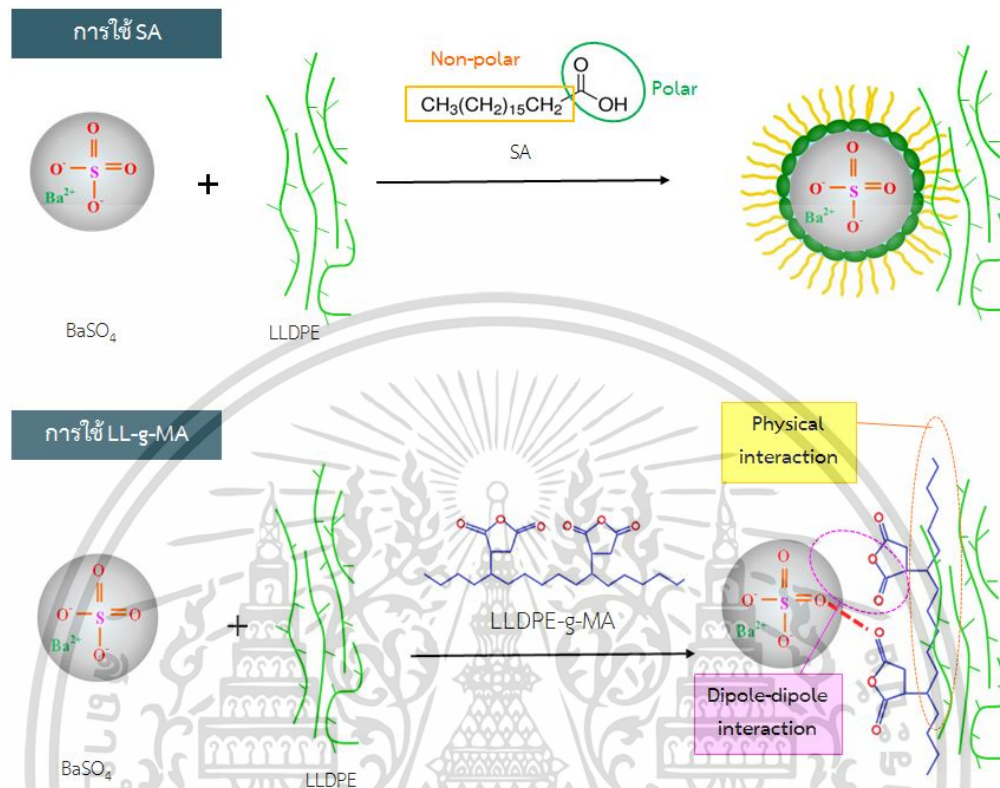 การใช้ SA
Non-polar
O
CH₃(CH₂)₁₅CH₂
OH
Polar
SA
O
O⁻ S O
Ba²⁺
O⁻
+
O
O⁻ S O
Ba²⁺
O⁻
BaSO₄
LLDPE
การใช้ LL-g-MA
Physical
interaction
O O O O O O
O
O⁻ S O
Ba²⁺
O⁻
+
LLDPE-g-MA
O
O⁻ S O
Ba²⁺
O⁻
O
O
O
O
O
O
Dipole-dipole
interaction
BaSO₄
LLDPE